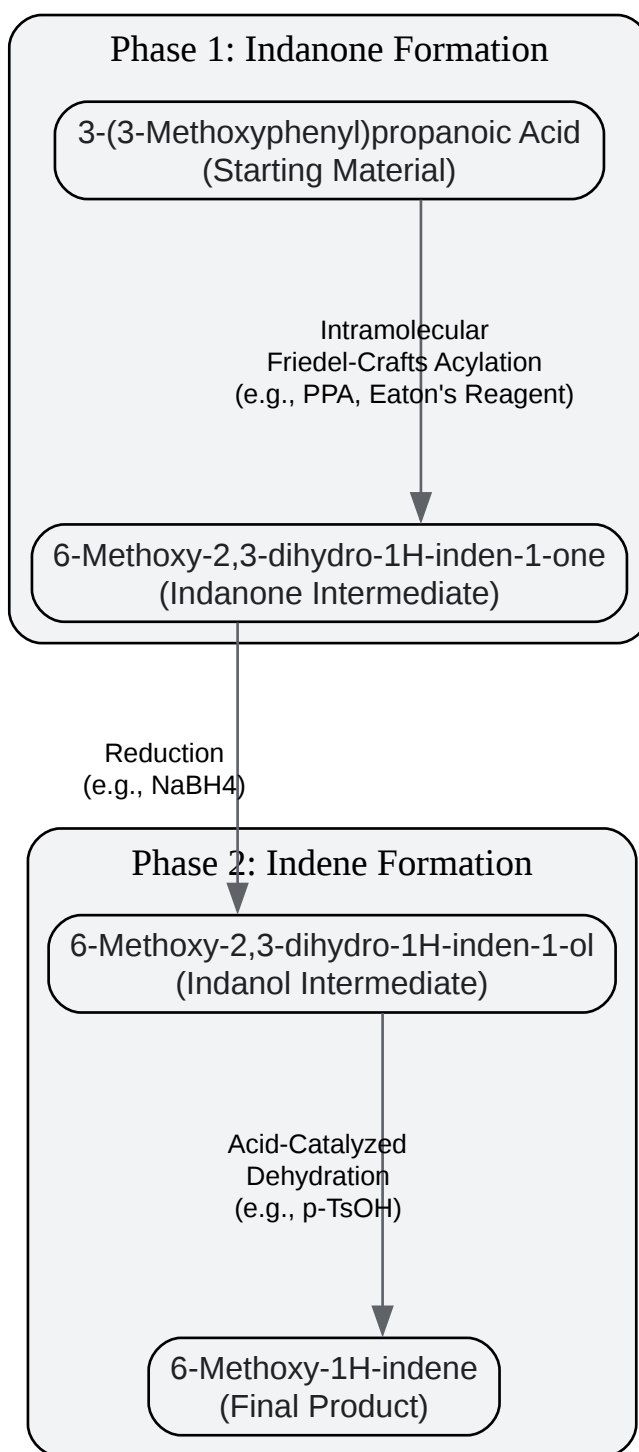 Phase 1: Indanone Formation
3-(3-Methoxyphenyl)propanoic Acid
(Starting Material)
Intramolecular
Friedel-Crafts Acylation
(e.g., PPA, Eaton's Reagent)
6-Methoxy-2,3-dihydro-1H-inden-1-one
(Indanone Intermediate)
Reduction
(e.g., NaBH4)
Phase 2: Indene Formation
6-Methoxy-2,3-dihydro-1H-inden-1-ol
(Indanol Intermediate)
Acid-Catalyzed
Dehydration
(e.g., p-TsOH)
6-Methoxy-1H-indene
(Final Product)